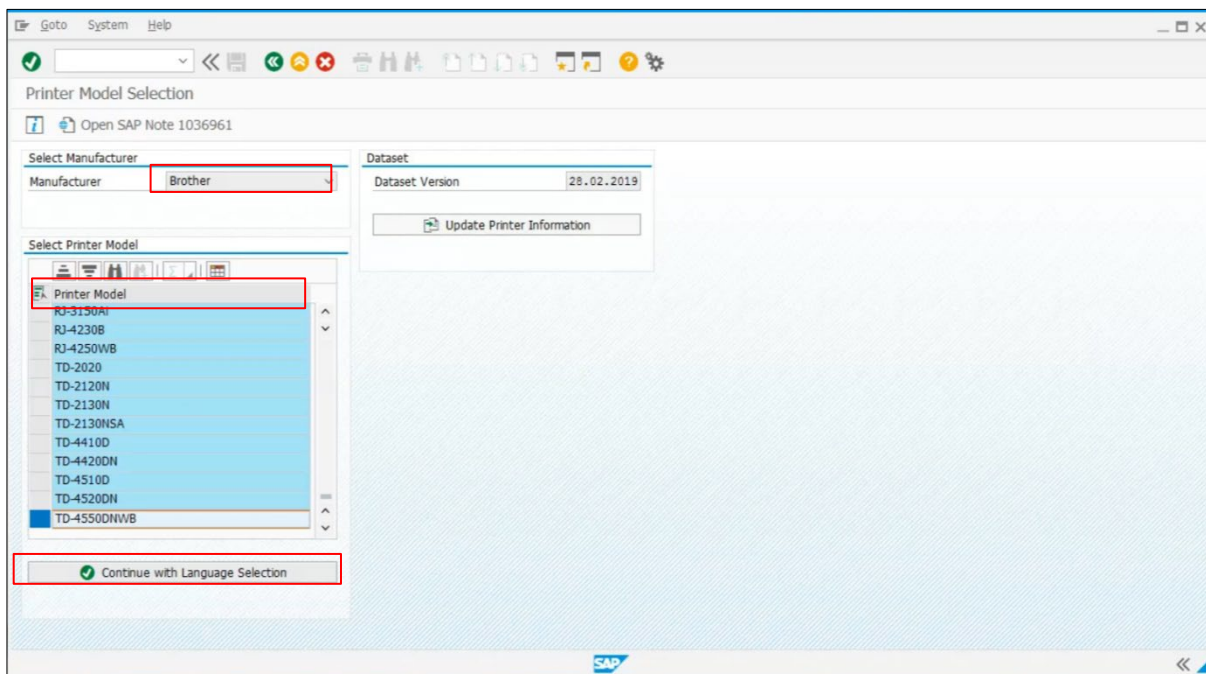 Goto System Help
Printer Model Selection
Open SAP Note 1036961
Select Manufacturer
Manufacturer Brother
Dataset
Dataset Version 28.02.2019
Update Printer Information
Select Printer Model
Printer Model
RJ-3150Ai
RJ-4230B
RJ-4250WB
TD-2020
TD-2120N
TD-2130N
TD-2130NSA
TD-4410D
TD-4420DN
TD-4510D
TD-4520DN
TD-4550DNWB
Continue with Language Selection
SAP